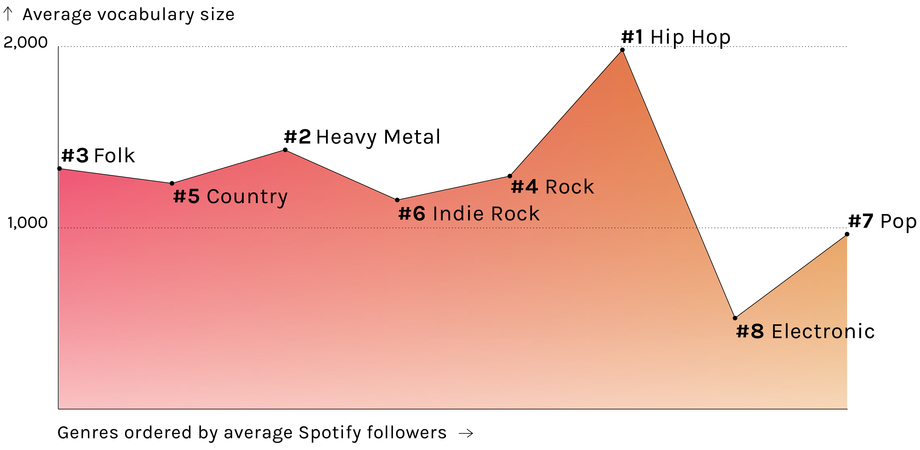 ↑ Average vocabulary size
2,000
#1 Hip Hop
#2 Heavy Metal
#3 Folk
#4 Rock
#5 Country
#6 Indie Rock
1,000
#7 Pop
#8 Electronic
Genres ordered by average Spotify followers →